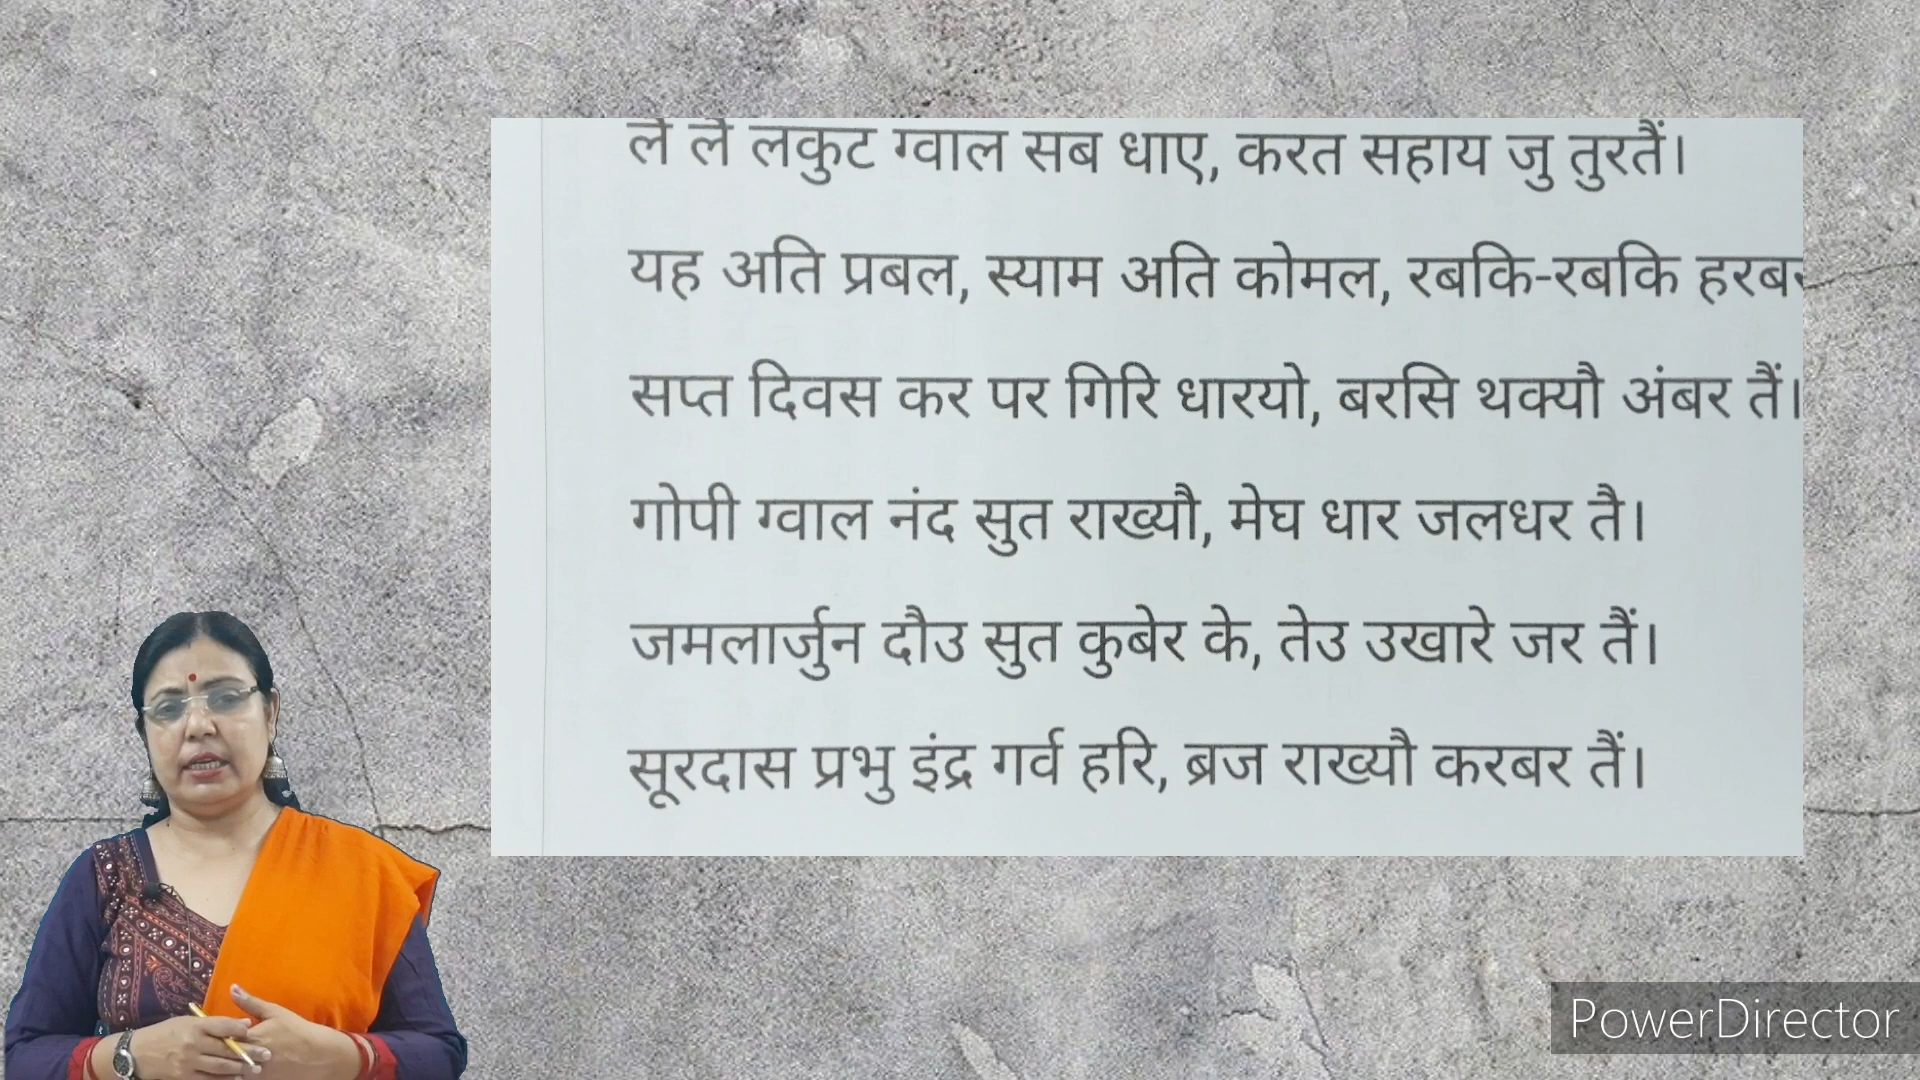 लै लै लकुट ग्वाल सब धाए, करत सहाय जु तुरतैं।
यह अति प्रबल, स्याम अति कोमल, रबकि-रबकि
सप्त दिवस कर पर गिरि धारयो, बरसि थक्यौ अंबर तैं।
गोपी ग्वाल नंद सुत राख्यौ, मेघ धार जलधर तै।
जमलार्जुन दौउ सुत कुबेर के, तेउ उखारे जर तैं।
सूरदास प्रभु इंद्र गर्व हरि, ब्रज राख्यौ करबर तैं।
PowerDirector